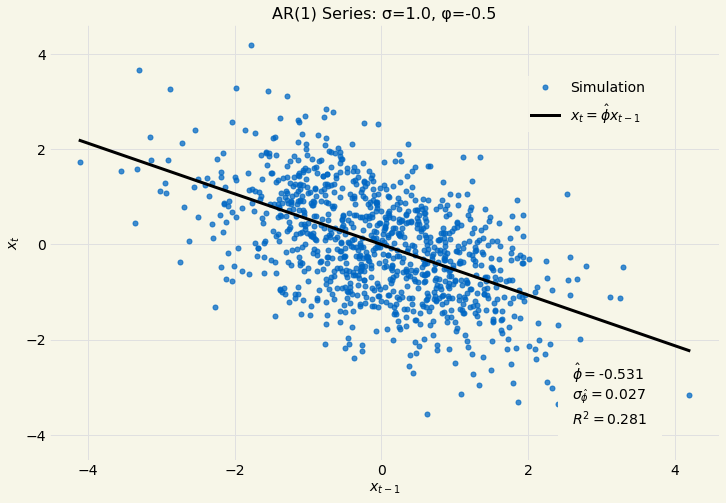 AR(1) Series: σ=1.0, φ=-0.5
4
2
0
−2
−4
−4
−2
0
2
4
x_t
x_{t−1}
Simulation
x_t = ϕ̂x_{t−1}
ϕ̂ = -0.531
σ_ϕ̂ = 0.027
R² = 0.281